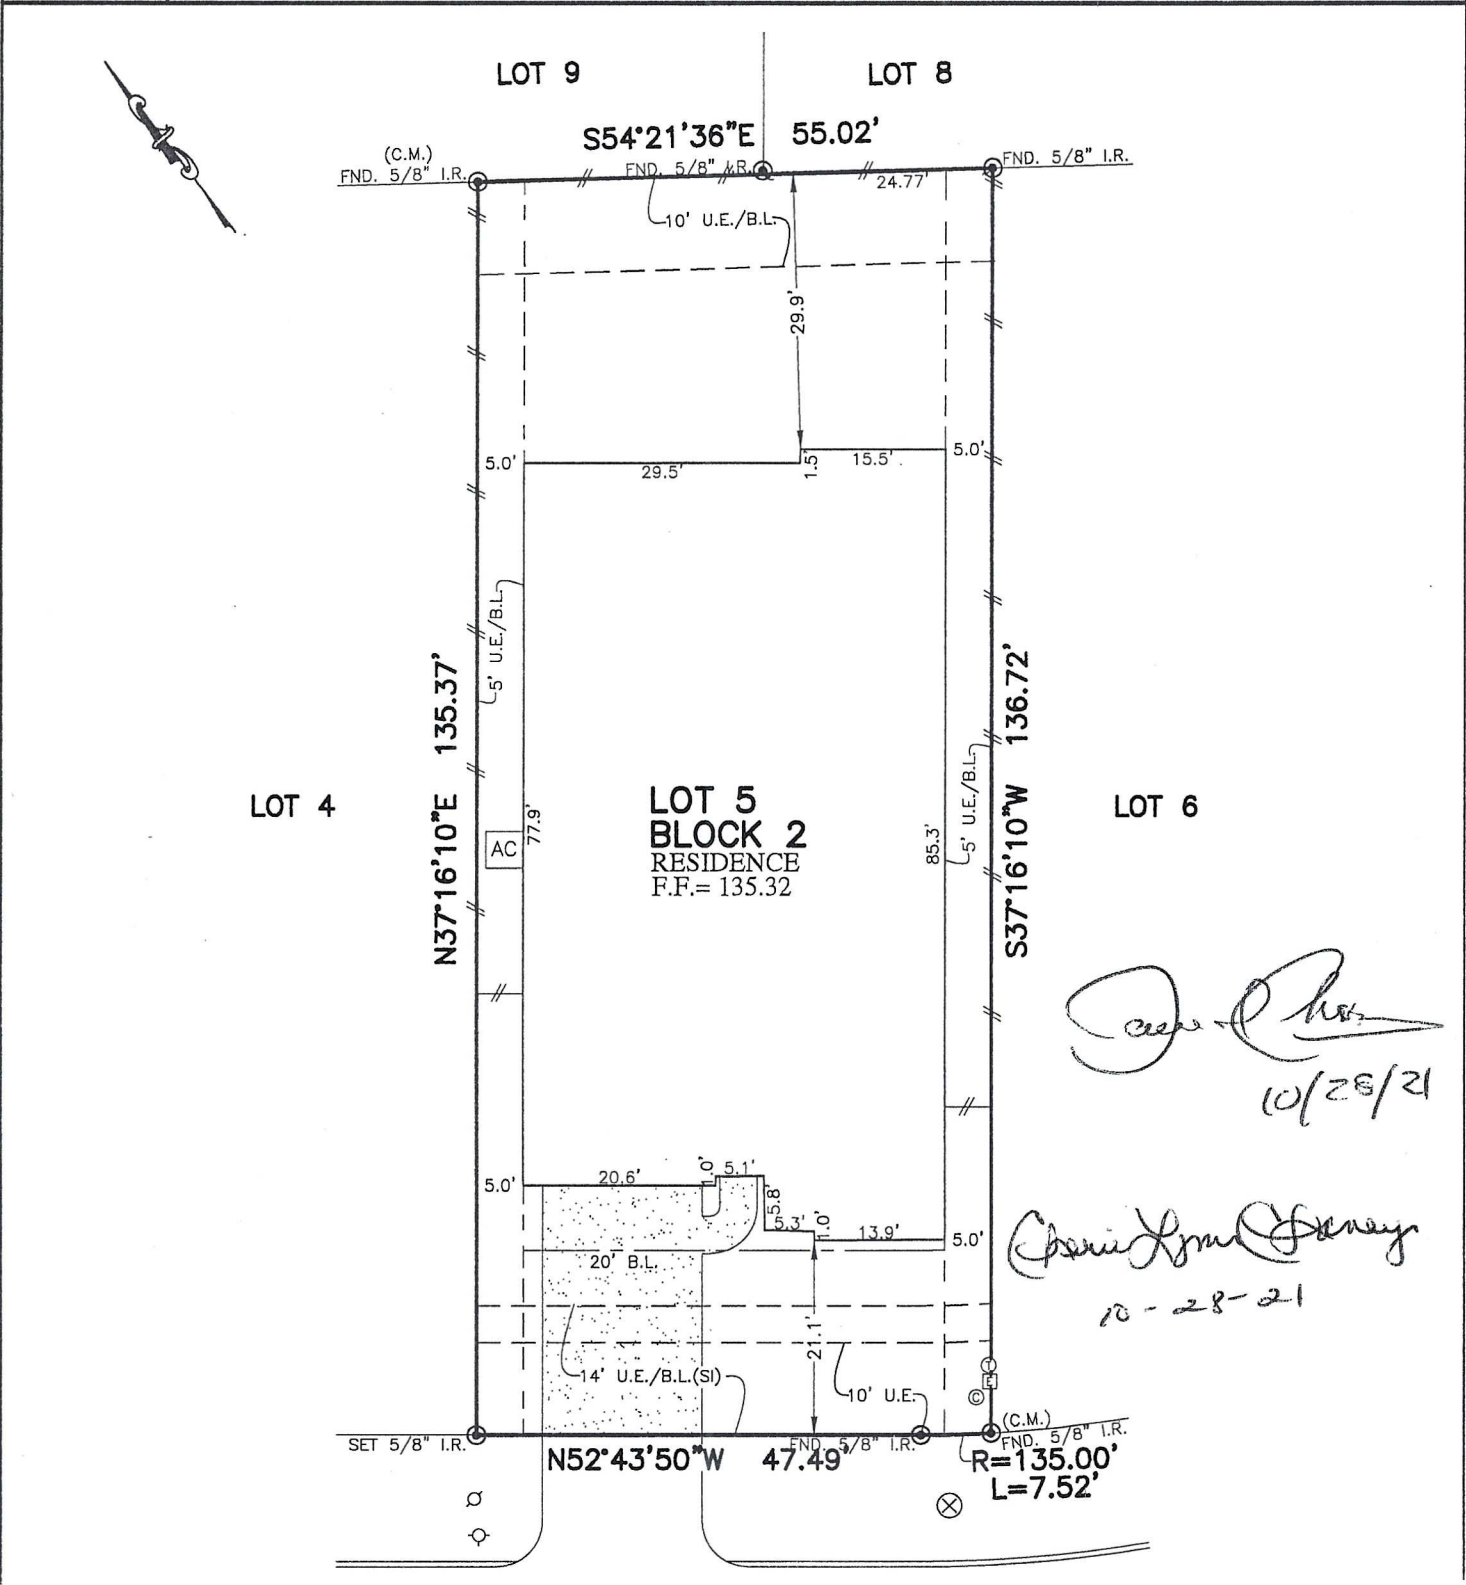 LOT 9
LOT 8
S54°21'36"E 55.02'
(C.M.)
FND. 5/8" I.R.
FND. 5/8" I.R.
FND. 5/8" I.R.
24.77'
10' U.E./B.L.
29.9'
5.0'
29.5'
1.5'
15.5'
5.0'
5' U.E./B.L.
N37°16'10"E 135.37'
S37°16'10"W 136.72'
5' U.E./B.L.
LOT 4
AC
77.9'
LOT 5
BLOCK 2
RESIDENCE
F.F.= 135.32
85.3'
LOT 6
10/28/21
5.0'
20.6'
1.0'
5.1'
5.8'
5.3'
1.0'
13.9'
5.0'
20' B.L.
Cherie Lynn
10-28-21
21.1'
14' U.E./B.L.(SI)
10' U.E.
T
E
C
SET 5/8" I.R.
N52°43'50"W 47.49'
FND. 5/8" I.R.
(C.M.)
FND. 5/8" I.R.
R=135.00'
L=7.52'